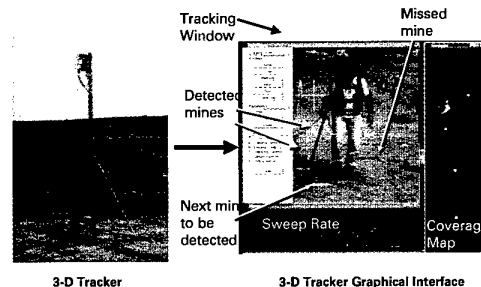 Tracking
Window
Missed
mine
Detected
mines
Next min
to be
detected
Sweep Rate
Coverag
Map
3-D Tracker
3-D Tracker Graphical Interface